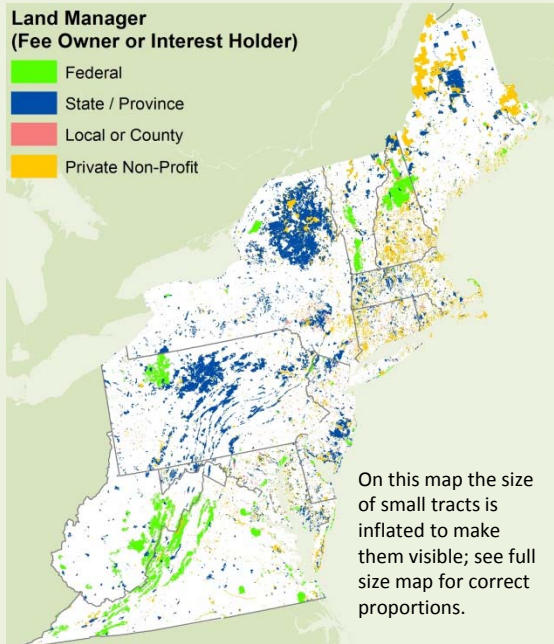 Land Manager
(Fee Owner or Interest Holder)
Federal
State / Province
Local or County
Private Non-Profit
On this map the size
of small tracts is
inflated to make
them visible; see full
size map for correct
proportions.